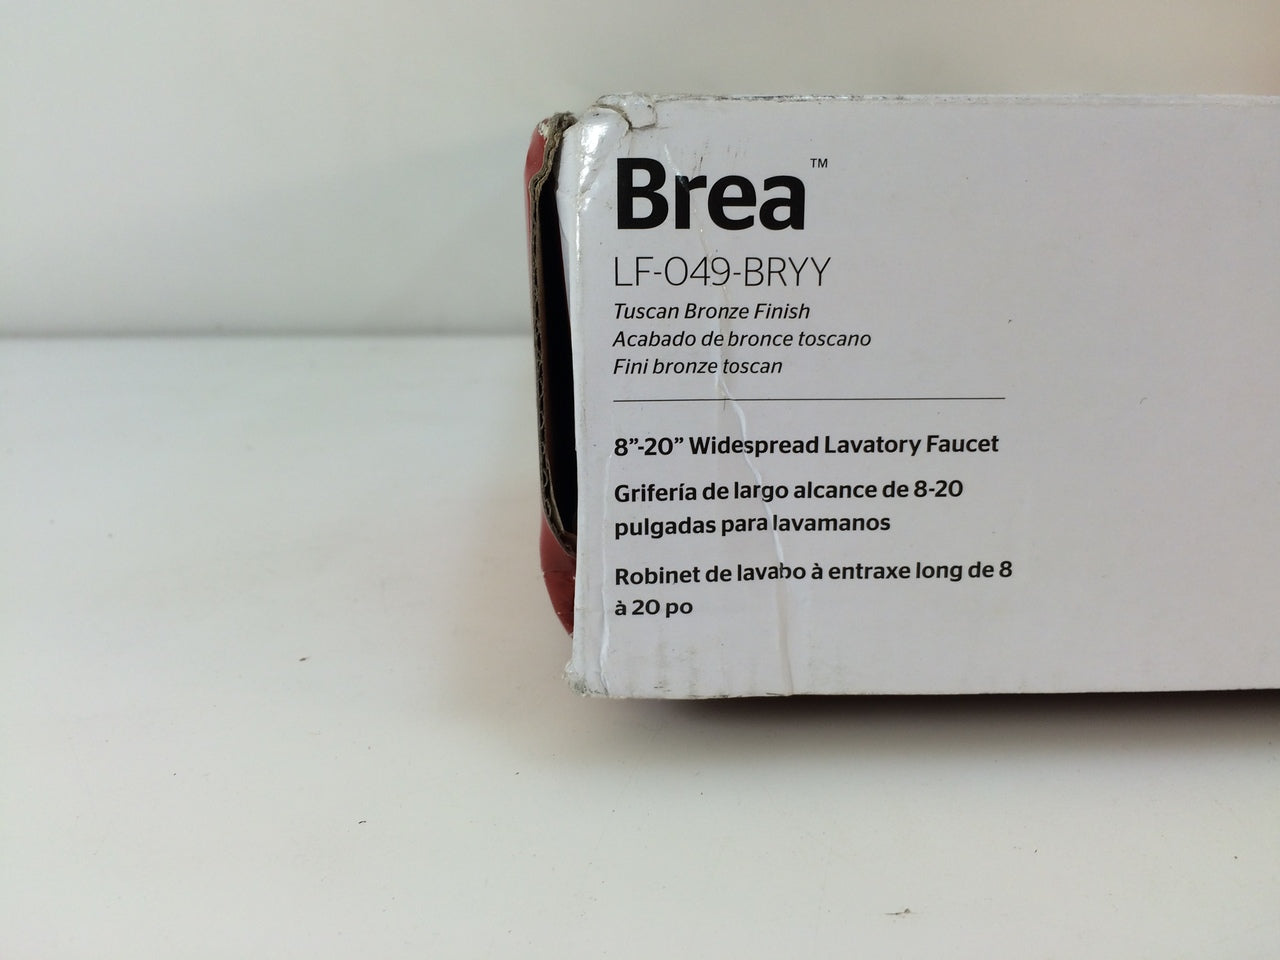 Brea™
LF-049-BRYY
Tuscan Bronze Finish
Acabado de bronce toscano
Fini bronze toscan
8”-20” Widespread Lavatory Faucet
Grifería de largo alcance de 8-20
pulgadas para lavamanos
Robinet de lavabo à entraxe long de 8
à 20 po